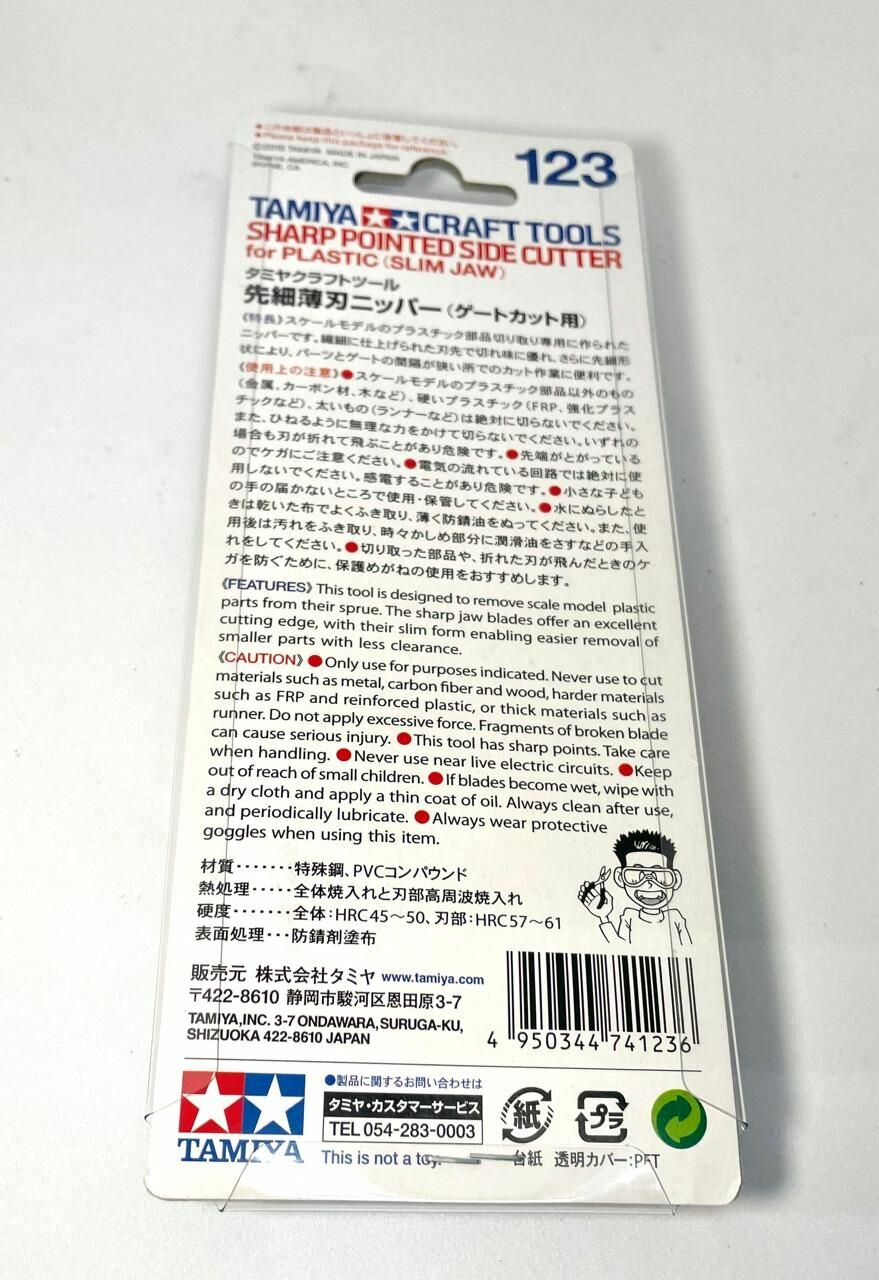 ●この台紙は製品といっしょに保管してください。
●Please keep this package for reference.
TAMIYA MADE IN JAPAN
TAMIYA AMERICA, INC.
IRVINE, CA
123
TAMIYA CRAFT TOOLS
SHARP POINTED SIDE CUTTER
for PLASTIC (SLIM JAW)
タミヤクラフトツール
先細薄刃ニッパー(ゲートカット用)
《特長》スケールモデルのプラスチック部品切り取り専用に作られた
ニッパーです。繊細に仕上げられた刃先で切れ味に優れ、さらに先細形
状により、パーツとゲートの間隔が狭い所でのカット作業に便利です。
《使用上の注意》●スケールモデルのプラスチック部品以外のもの
(金属、カーボン材、木など)、硬いプラスチック(FRP、強化プラス
チックなど)、太いもの(ランナーなど)は絶対に切らないでください。
また、ひねるように無理な力をかけて切らないでください。いずれの
場合も刃が折れて飛ぶことがあり危険です。●先端がとがっている
のでケガにご注意ください。●電気の流れている回路では絶対に使
用しないでください。感電することがあり危険です。●小さな子ども
の手の届かないところで使用・保管してください。●水にぬらしたと
きは乾いた布でよくふき取り、薄く防錆油をぬってください。また、使
用後は汚れをふき取り、時々かしめ部分に潤滑油をさすなどの手入
れをしてください。●切り取った部品や、折れた刃が飛んだときのケ
ガを防ぐために、保護めがねの使用をおすすめします。
《FEATURES》This tool is designed to remove scale model plastic
parts from their sprue. The sharp jaw blades offer an excellent
cutting edge, with their slim form enabling easier removal of
smaller parts with less clearance.
《CAUTION》●Only use for purposes indicated. Never use to cut
materials such as metal, carbon fiber and wood, harder materials
such as FRP and reinforced plastic, or thick materials such as
runner. Do not apply excessive force. Fragments of broken blade
can cause serious injury. ●This tool has sharp points. Take care
when handling. ●Never use near live electric circuits. ●Keep
out of reach of small children. ●If blades become wet, wipe with
a dry cloth and apply a thin coat of oil. Always clean after use,
and periodically lubricate. ●Always wear protective
goggles when using this item.
材質・・・・・・・特殊鋼、PVCコンパウンド
熱処理・・・・・全体焼入れと刃部高周波焼入れ
硬度・・・・・・・全体:HRC45〜50、刃部:HRC57〜61
表面処理・・・防錆剤塗布
販売元 株式会社タミヤ www.tamiya.com
〒422-8610 静岡市駿河区恩田原3-7
TAMIYA,INC. 3-7 ONDAWARA, SURUGA-KU,
SHIZUOKA 422-8610 JAPAN
4 950344 741236
TAMIYA
●製品に関するお問い合わせは
タミヤ・カスタマーサービス
TEL 054-283-0003
This is not a toy.
紙
台紙
プラ
透明カバー:PET